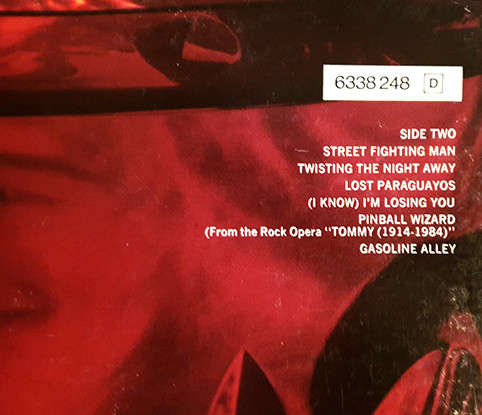 6338 248 D
SIDE TWO
STREET FIGHTING MAN
TWISTING THE NIGHT AWAY
LOST PARAGUAYOS
(I KNOW) I'M LOSING YOU
PINBALL WIZARD
(From the Rock Opera "TOMMY (1914-1984)"
GASOLINE ALLEY